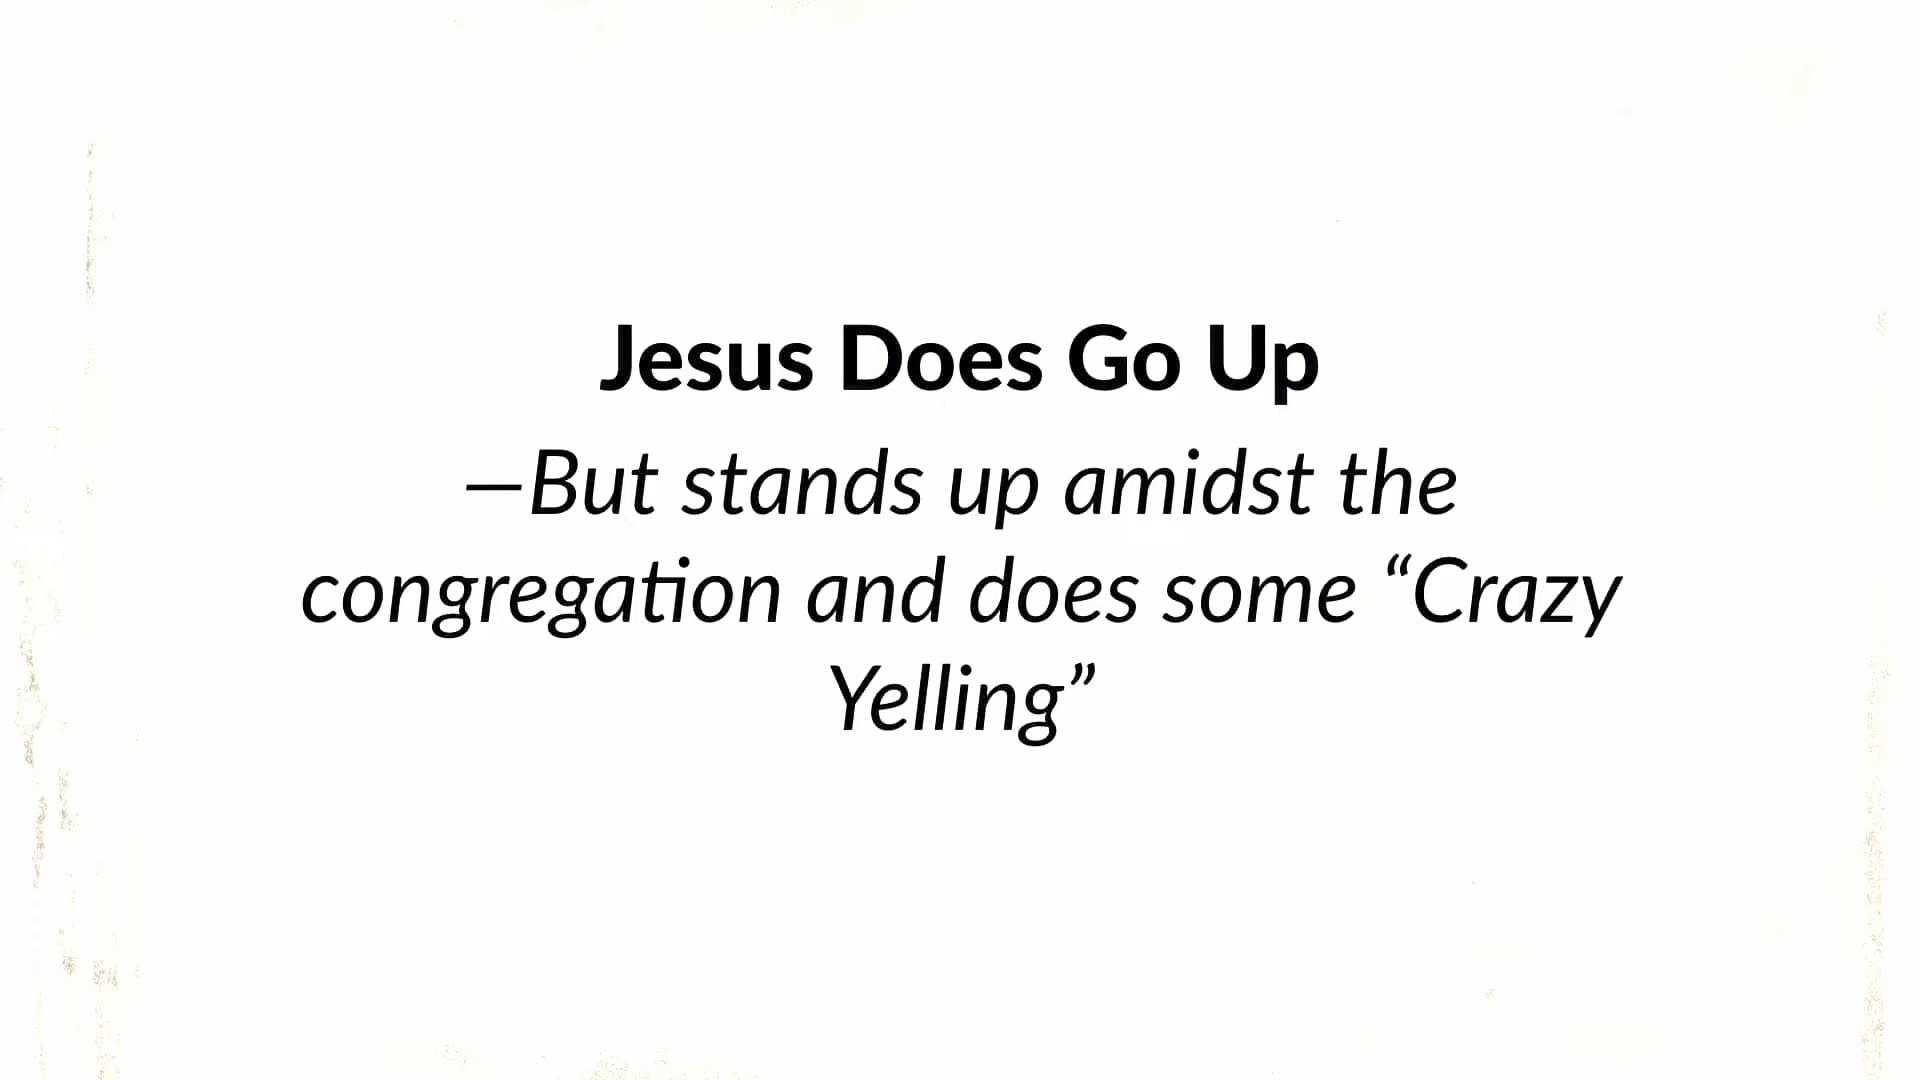 Jesus Does Go Up
—But stands up amidst the
congregation and does some “Crazy
Yelling”